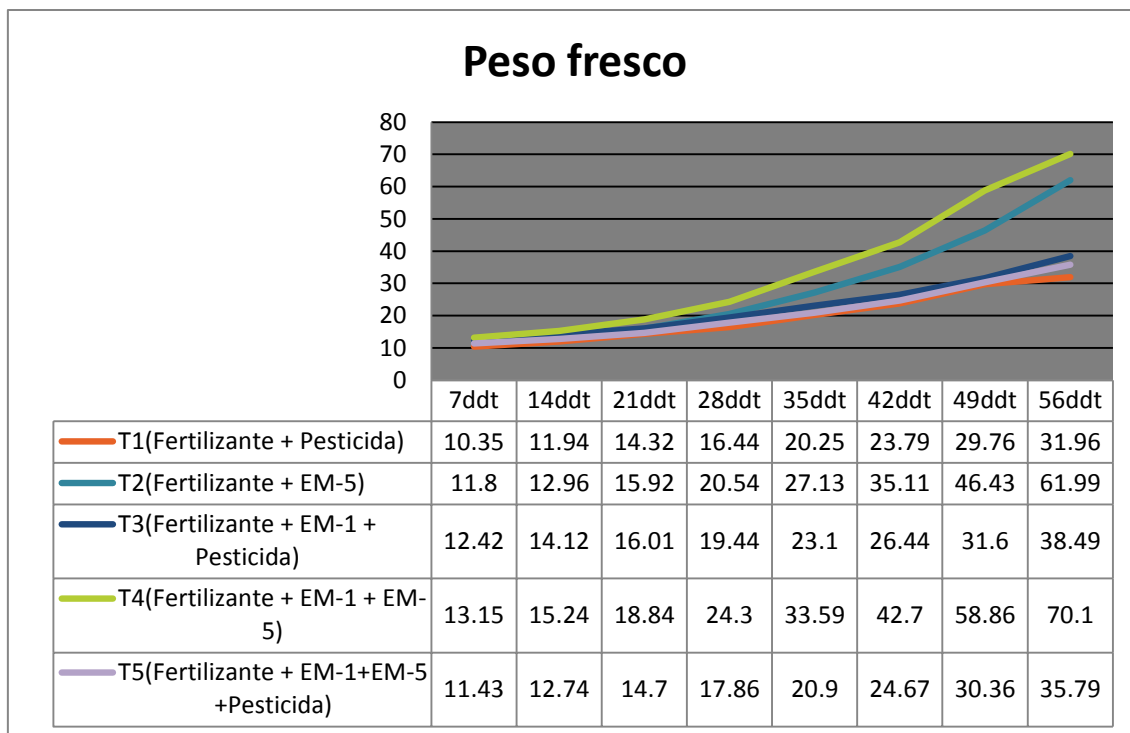 Peso fresco
80
70
60
50
40
30
20
10
0
7ddt 14ddt 21ddt 28ddt 35ddt 42ddt 49ddt 56ddt
T1(Fertilizante + Pesticida) 10.35 11.94 14.32 16.44 20.25 23.79 29.76 31.96
T2(Fertilizante + EM-5) 11.8 12.96 15.92 20.54 27.13 35.11 46.43 61.99
T3(Fertilizante + EM-1 +
Pesticida) 12.42 14.12 16.01 19.44 23.1 26.44 31.6 38.49
T4(Fertilizante + EM-1 + EM-
5) 13.15 15.24 18.84 24.3 33.59 42.7 58.86 70.1
T5(Fertilizante + EM-1+EM-5
+Pesticida) 11.43 12.74 14.7 17.86 20.9 24.67 30.36 35.79